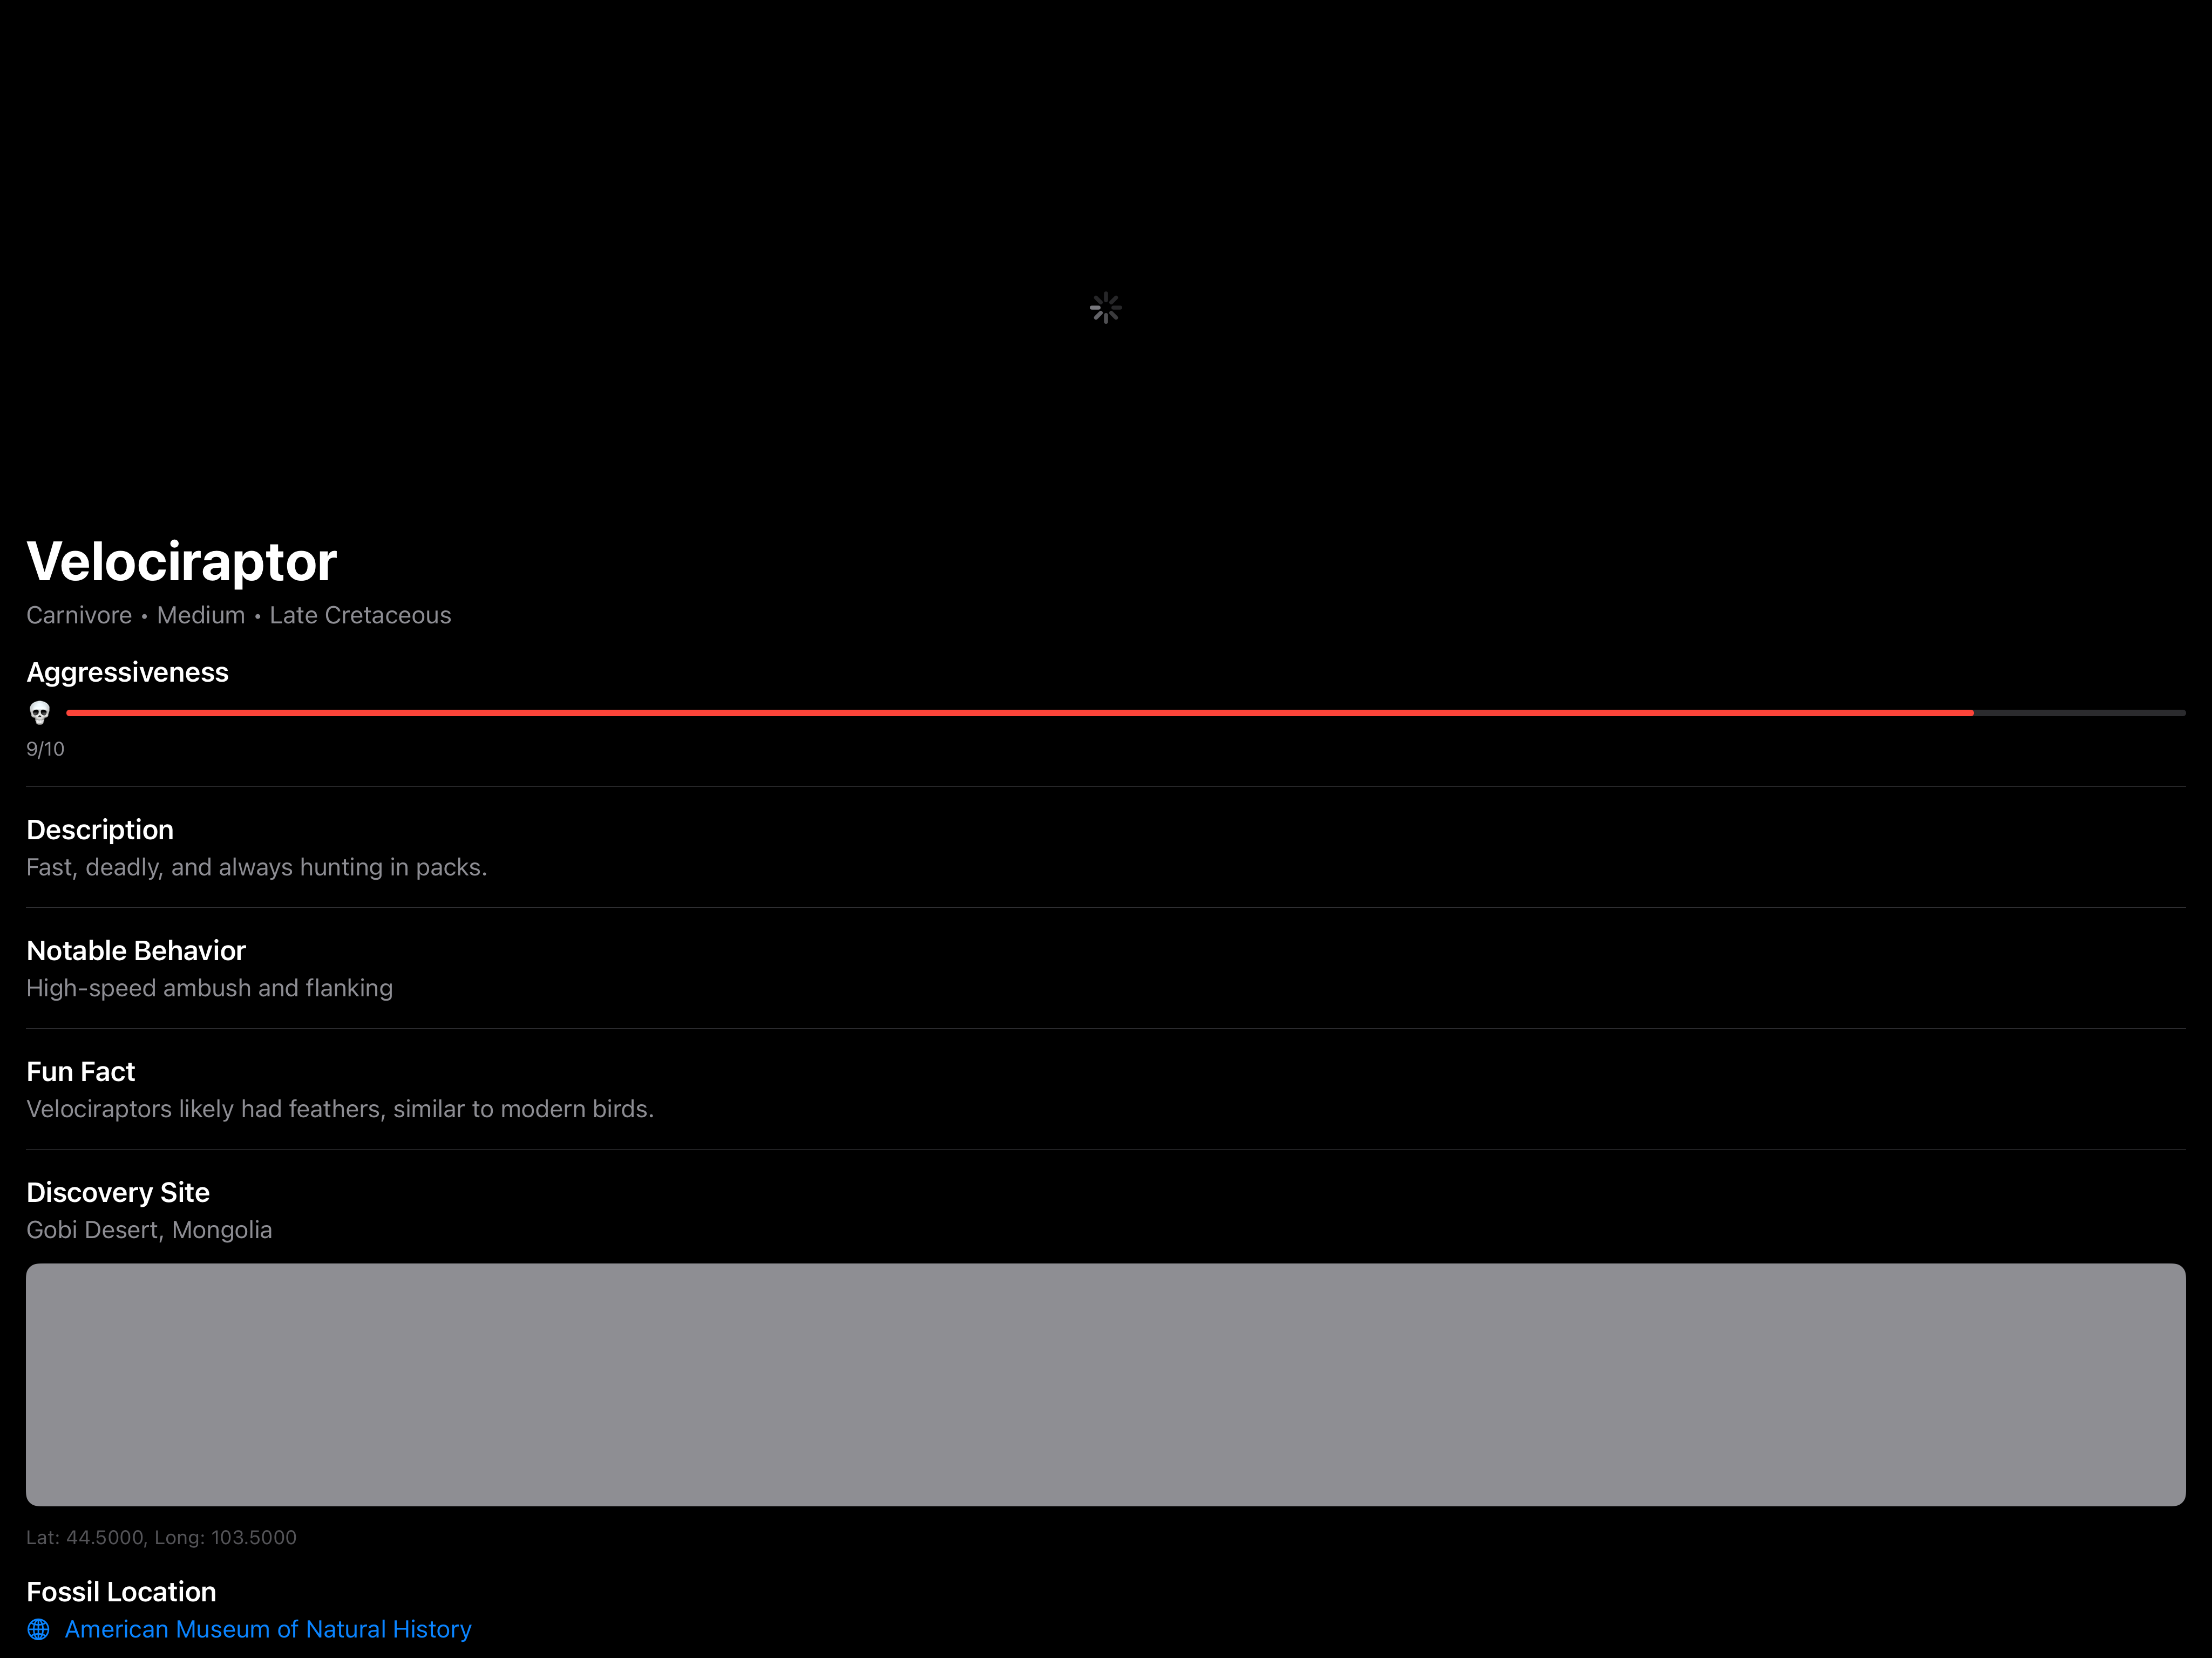 Velociraptor
Carnivore • Medium • Late Cretaceous
Aggressiveness
9/10
Description
Fast, deadly, and always hunting in packs.
Notable Behavior
High-speed ambush and flanking
Fun Fact
Velociraptors likely had feathers, similar to modern birds.
Discovery Site
Gobi Desert, Mongolia
Lat: 44.5000, Long: 103.5000
Fossil Location
American Museum of Natural History